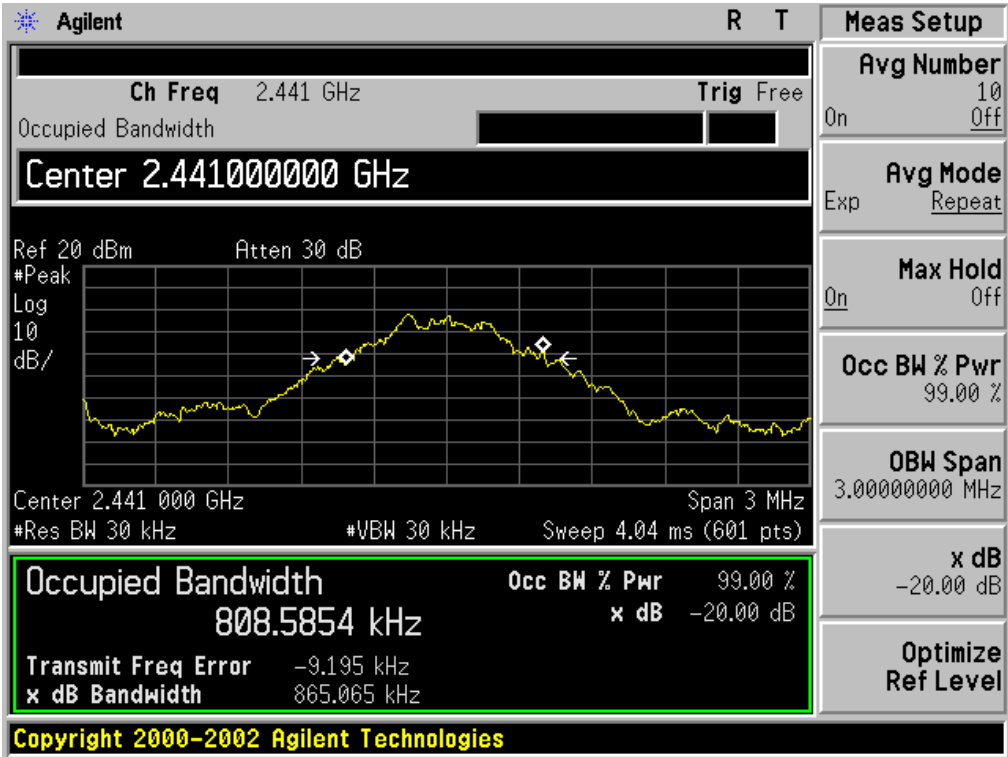 Agilent R T
Ch Freq 2.441 GHz Trig Free
Occupied Bandwidth
Center 2.441000000 GHz
Ref 20 dBm Atten 30 dB
#Peak
Log
10
dB/
Center 2.441 000 GHz Span 3 MHz
#Res BW 30 kHz #VBW 30 kHz Sweep 4.04 ms (601 pts)
Occupied Bandwidth
808.5854 kHz
Occ BW % Pwr 99.00 %
x dB -20.00 dB
Transmit Freq Error -9.195 kHz
x dB Bandwidth 865.065 kHz
Copyright 2000-2002 Agilent Technologies
Meas Setup
Avg Number
10
On Off
Avg Mode
Exp Repeat
Max Hold
On Off
Occ BW % Pwr
99.00 %
OBW Span
3.00000000 MHz
x dB
-20.00 dB
Optimize
Ref Level